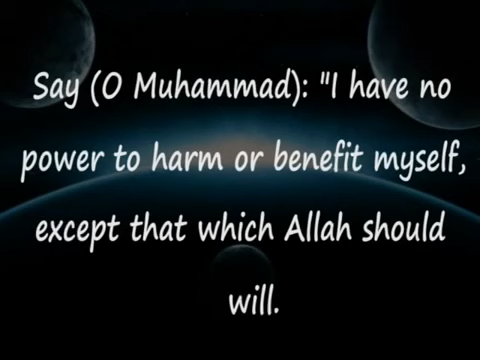 Say (O Muhammad): "I have no
power to harm or benefit myself,
except that which Allah should
will.